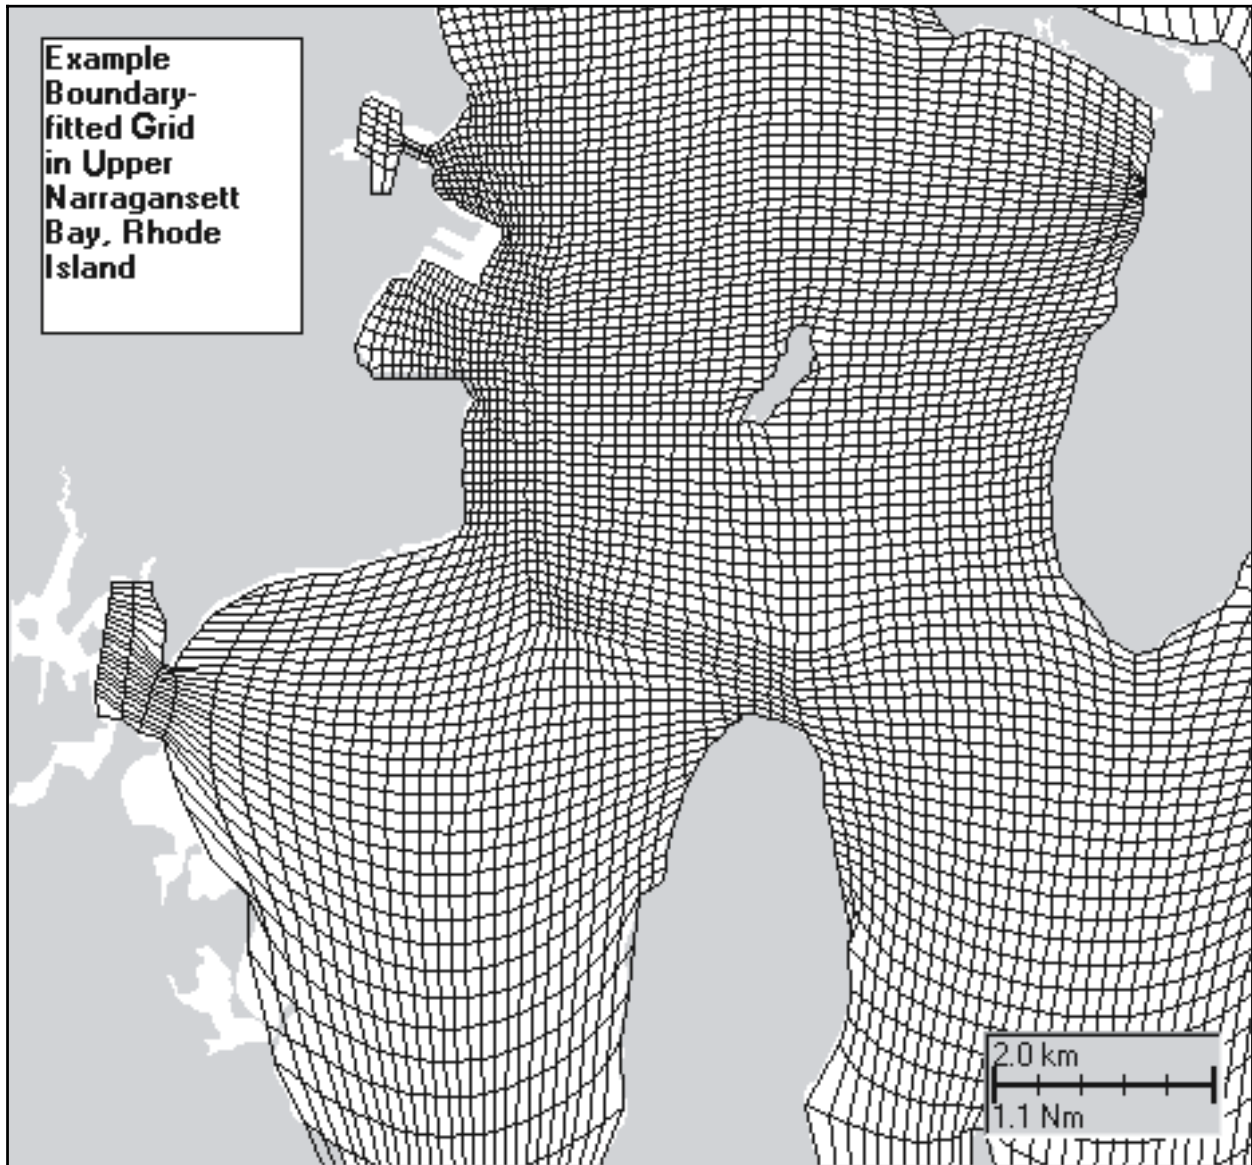 Example
Boundary-
fitted Grid
in Upper
Narragansett
Bay, Rhode
Island
2.0 km
1.1 Nm